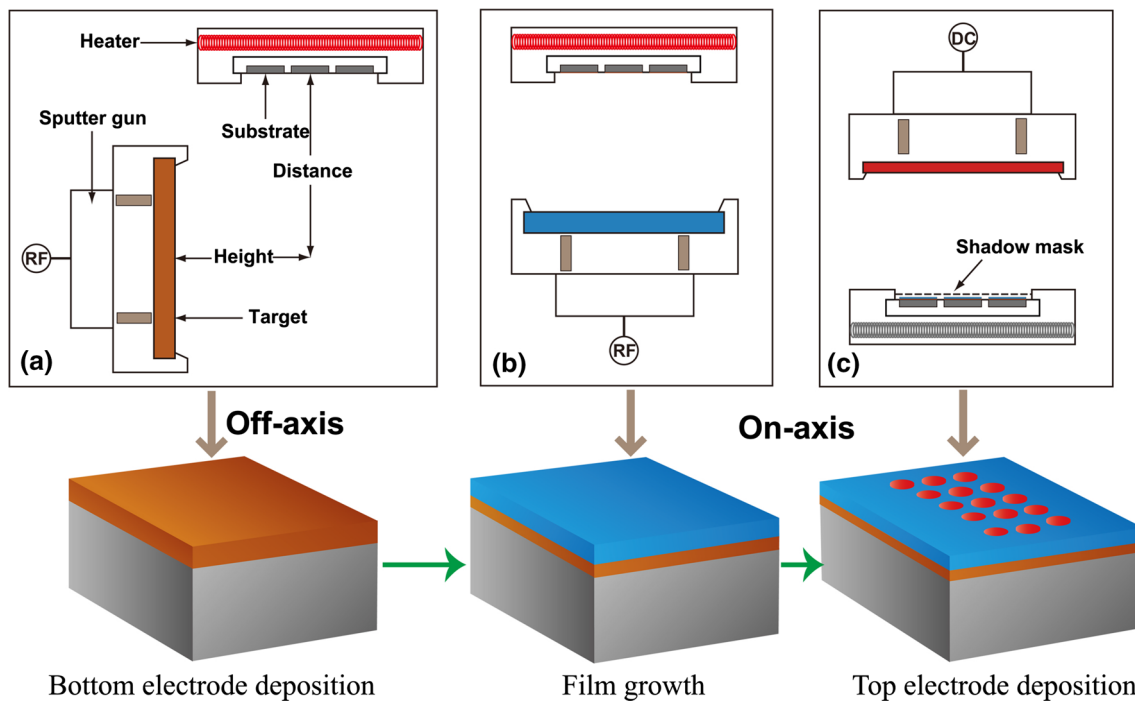 Heater
Substrate
Sputter gun
Distance
RF
Height
Target
(a)
RF
(b)
DC
Shadow mask
(c)
Off-axis
On-axis
Bottom electrode deposition
Film growth
Top electrode deposition